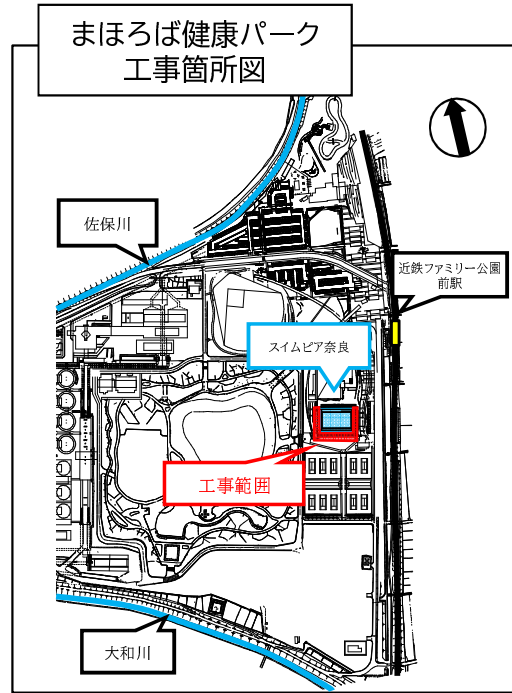 まほろば健康パーク
工事箇所図
佐保川
近鉄ファミリー公園
前駅
スイムピア奈良
工事範囲
大和川